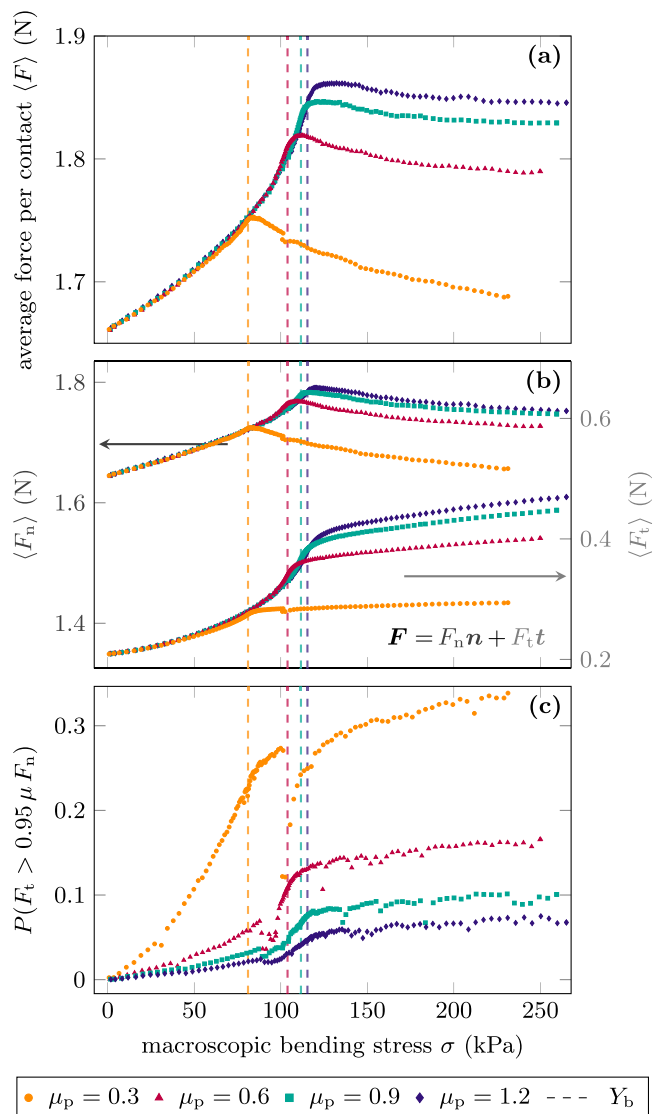 1.9
1.8
1.7
average force per contact ⟨F⟩ (N)
(a)
1.8
1.6
1.4
⟨Fₙ⟩ (N)
(b)
0.6
0.4
0.2
⟨Fₜ⟩ (N)
F = Fₙn + Fₜt
0.3
0.2
0.1
0
P(Fₜ > 0.95 μ Fₙ)
(c)
0 50 100 150 200 250
macroscopic bending stress σ (kPa)
μₚ = 0.3 μₚ = 0.6 μₚ = 0.9 μₚ = 1.2 Y_b